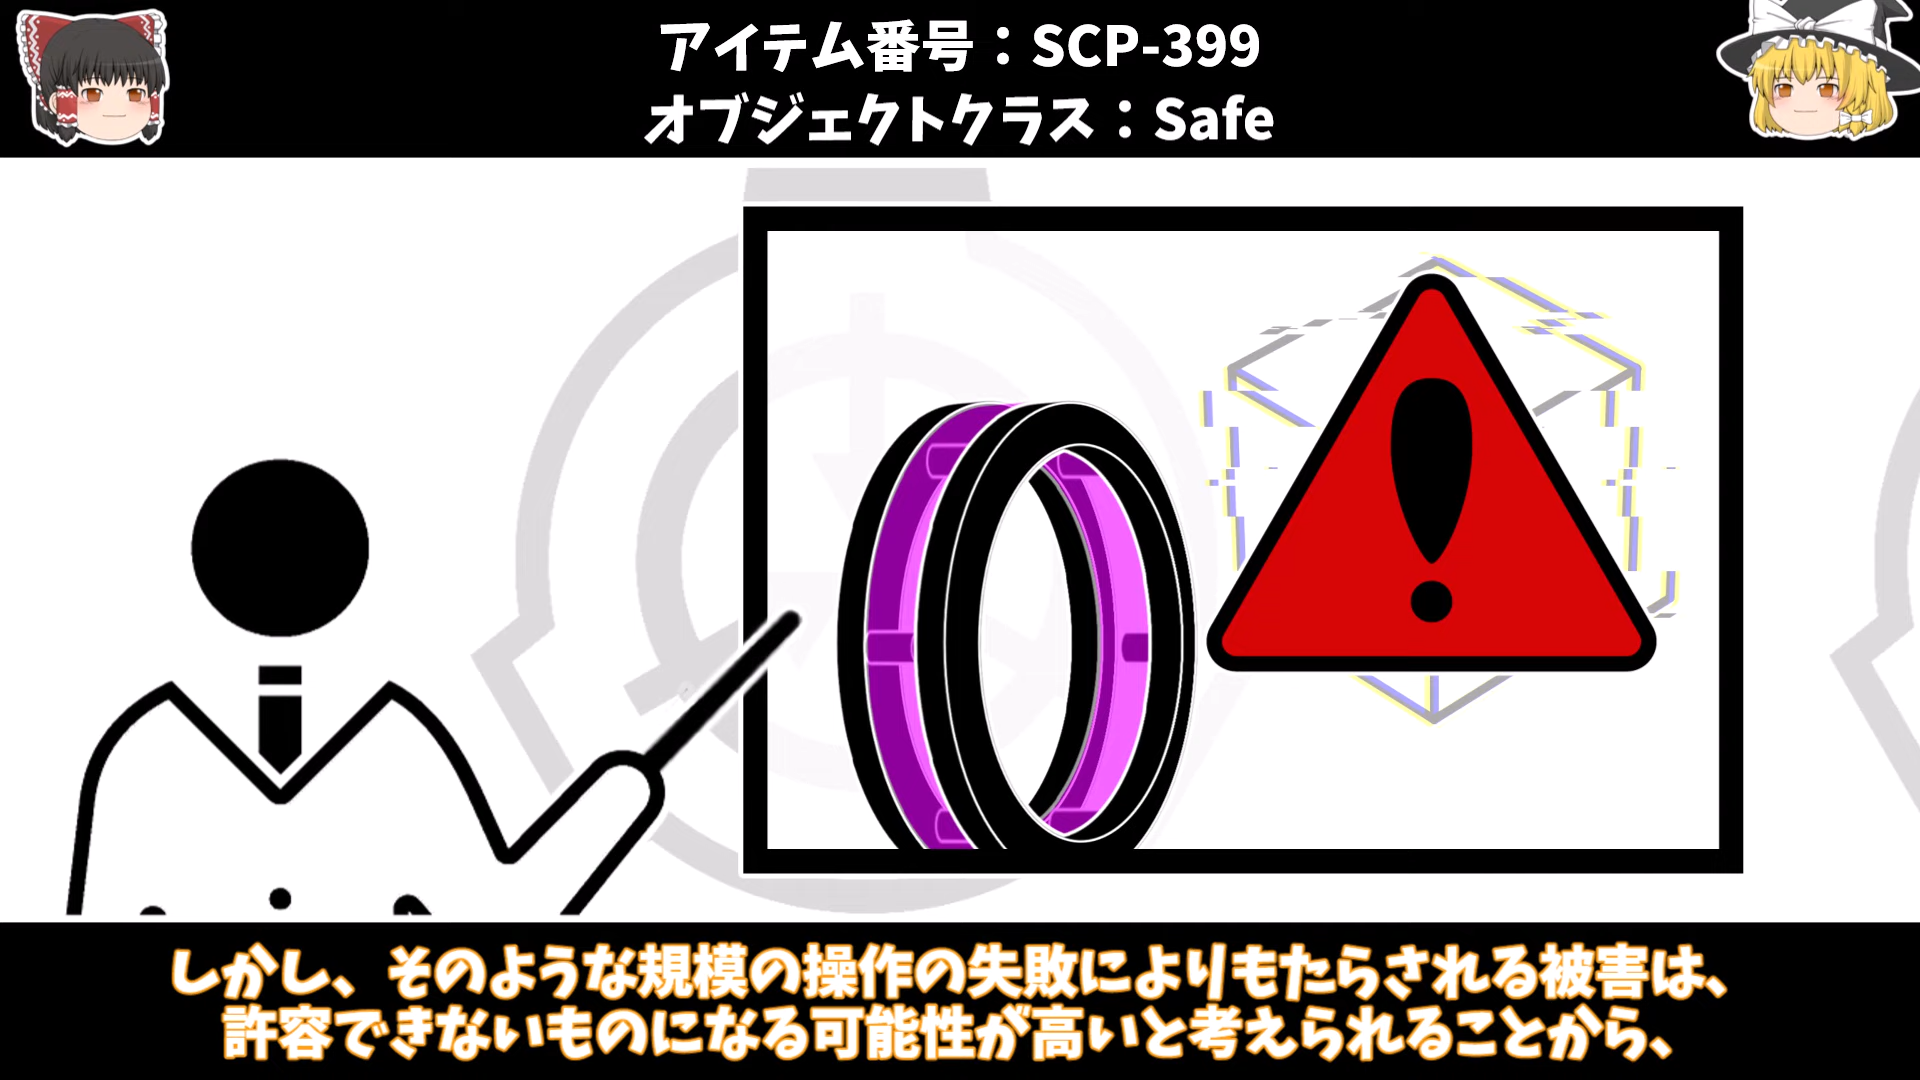 アイテム番号：SCP-399
オブジェクトクラス：Safe
しかし、そのような規模の操作の失敗によりもたらされる被害は、
許容できないものになる可能性が高いと考えられることから、